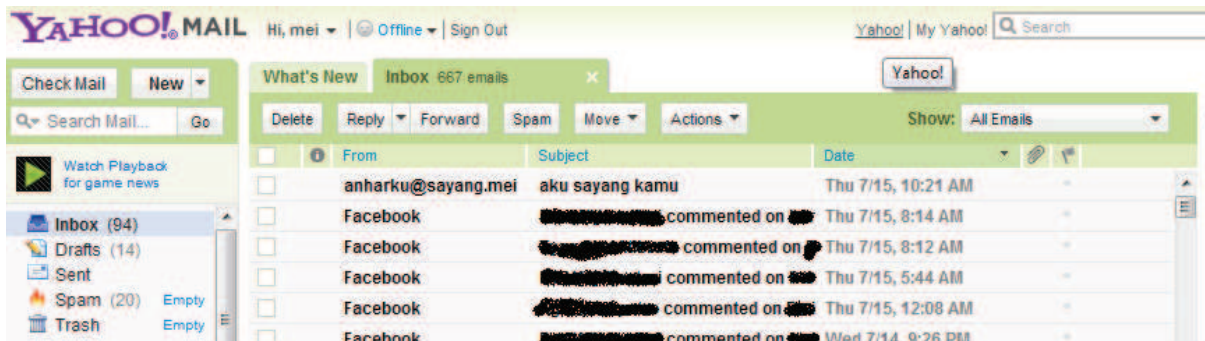 YAHOO! MAIL Hi, mei | Offline | Sign Out Yahoo! | My Yahoo! Search
Check Mail New What's New Inbox 667 emails Yahoo!
Search Mail... Go Delete Reply Forward Spam Move Actions Show: All Emails
From Subject Date
Watch Playback
for game news
anharku@sayang.mei aku sayang kamu Thu 7/15, 10:21 AM
Inbox (94) Facebook commented on Thu 7/15, 8:14 AM
Drafts (14) Facebook commented on Thu 7/15, 8:12 AM
Sent Facebook commented on Thu 7/15, 5:44 AM
Spam (20) Empty Facebook commented on Thu 7/15, 12:08 AM
Trash Empty Facebook commented on Wed 7/14, 9:26 PM